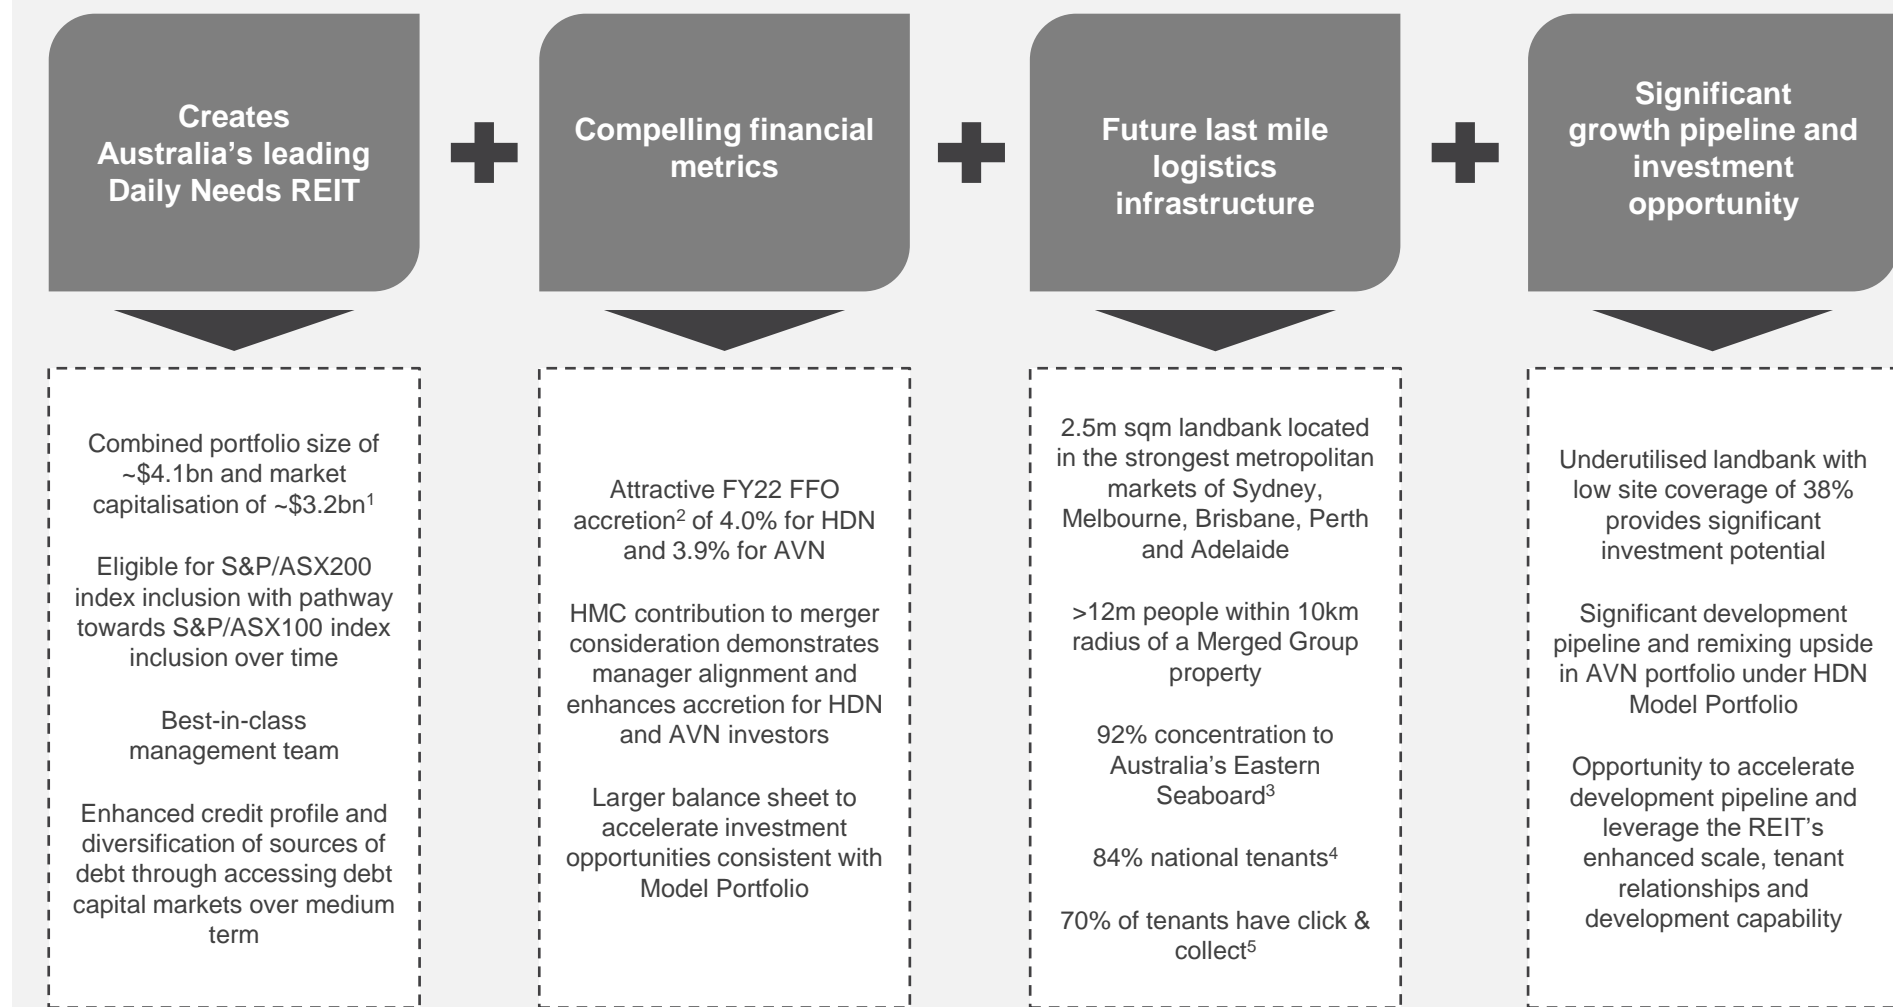 Creates
Australia’s leading
Daily Needs REIT
Compelling financial
metrics
Future last mile
logistics
infrastructure
Significant
growth pipeline and
investment
opportunity
Combined portfolio size of
~$4.1bn and market
capitalisation of ~$3.2bn¹
Eligible for S&P/ASX200
index inclusion with pathway
towards S&P/ASX100 index
inclusion over time
Best-in-class
management team
Enhanced credit profile and
diversification of sources of
debt through accessing debt
capital markets over medium
term
Attractive FY22 FFO
accretion² of 4.0% for HDN
and 3.9% for AVN
HMC contribution to merger
consideration demonstrates
manager alignment and
enhances accretion for HDN
and AVN investors
Larger balance sheet to
accelerate investment
opportunities consistent with
Model Portfolio
2.5m sqm landbank located
in the strongest metropolitan
markets of Sydney,
Melbourne, Brisbane, Perth
and Adelaide
>12m people within 10km
radius of a Merged Group
property
92% concentration to
Australia’s Eastern
Seaboard³
84% national tenants⁴
70% of tenants have click &
collect⁵
Underutilised landbank with
low site coverage of 38%
provides significant
investment potential
Significant development
pipeline and remixing upside
in AVN portfolio under HDN
Model Portfolio
Opportunity to accelerate
development pipeline and
leverage the REIT’s
enhanced scale, tenant
relationships and
development capability